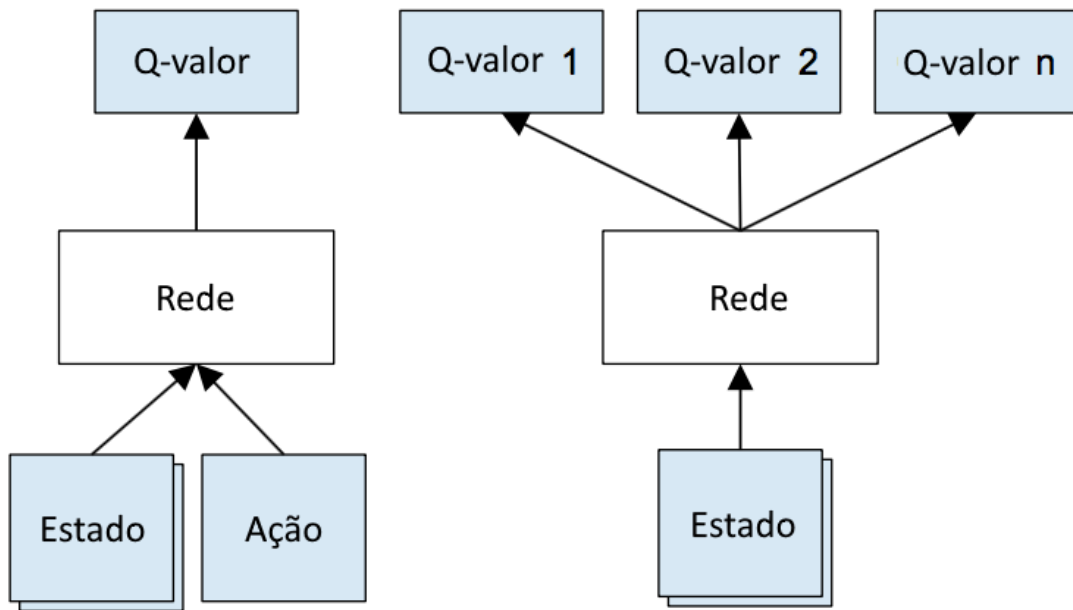 Q-valor
Q-valor 1
Q-valor 2
Q-valor n
Rede
Rede
Estado
Ação
Estado